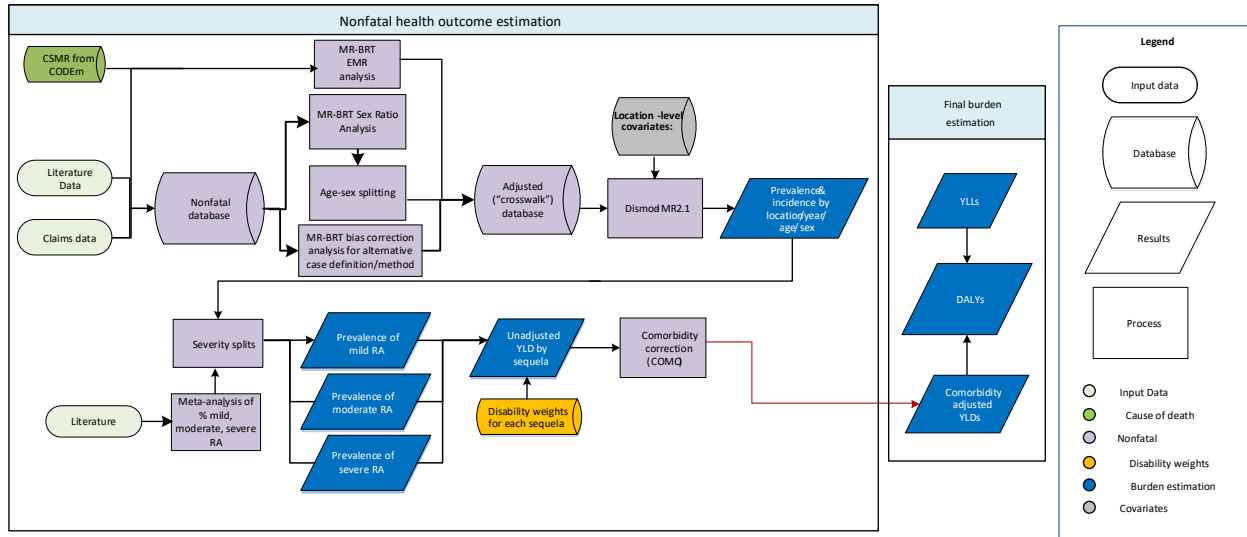 Nonfatal health outcome estimation
CSMR from
CODEm
MR-BRT
EMR
analysis
MR-BRT Sex Ratio
Analysis
Age-sex splitting
MR-BRT bias correction
analysis for alternative
case definition/method
Literature
Data
Claims data
Nonfatal
database
Adjusted
("crosswalk")
database
Location -level
covariates:
Dismod-MR2.1
Prevalence&
incidence by
location/year/
age/ sex
Severity splits
Literature
Meta-analysis of
% mild,
moderate, severe
RA
Prevalence of
mild RA
Prevalence of
moderate RA
Prevalence of
severe RA
Unadjusted
YLD by
sequela
Disability weights
for each sequela
Comorbidity
correction
(COMO)
Final burden
estimation
YLLs
DALYs
Comorbidity
adjusted
YLDs
Legend
Input data
Database
Results
Process
Input Data
Cause of death
Nonfatal
Disability weights
Burden estimation
Covariates